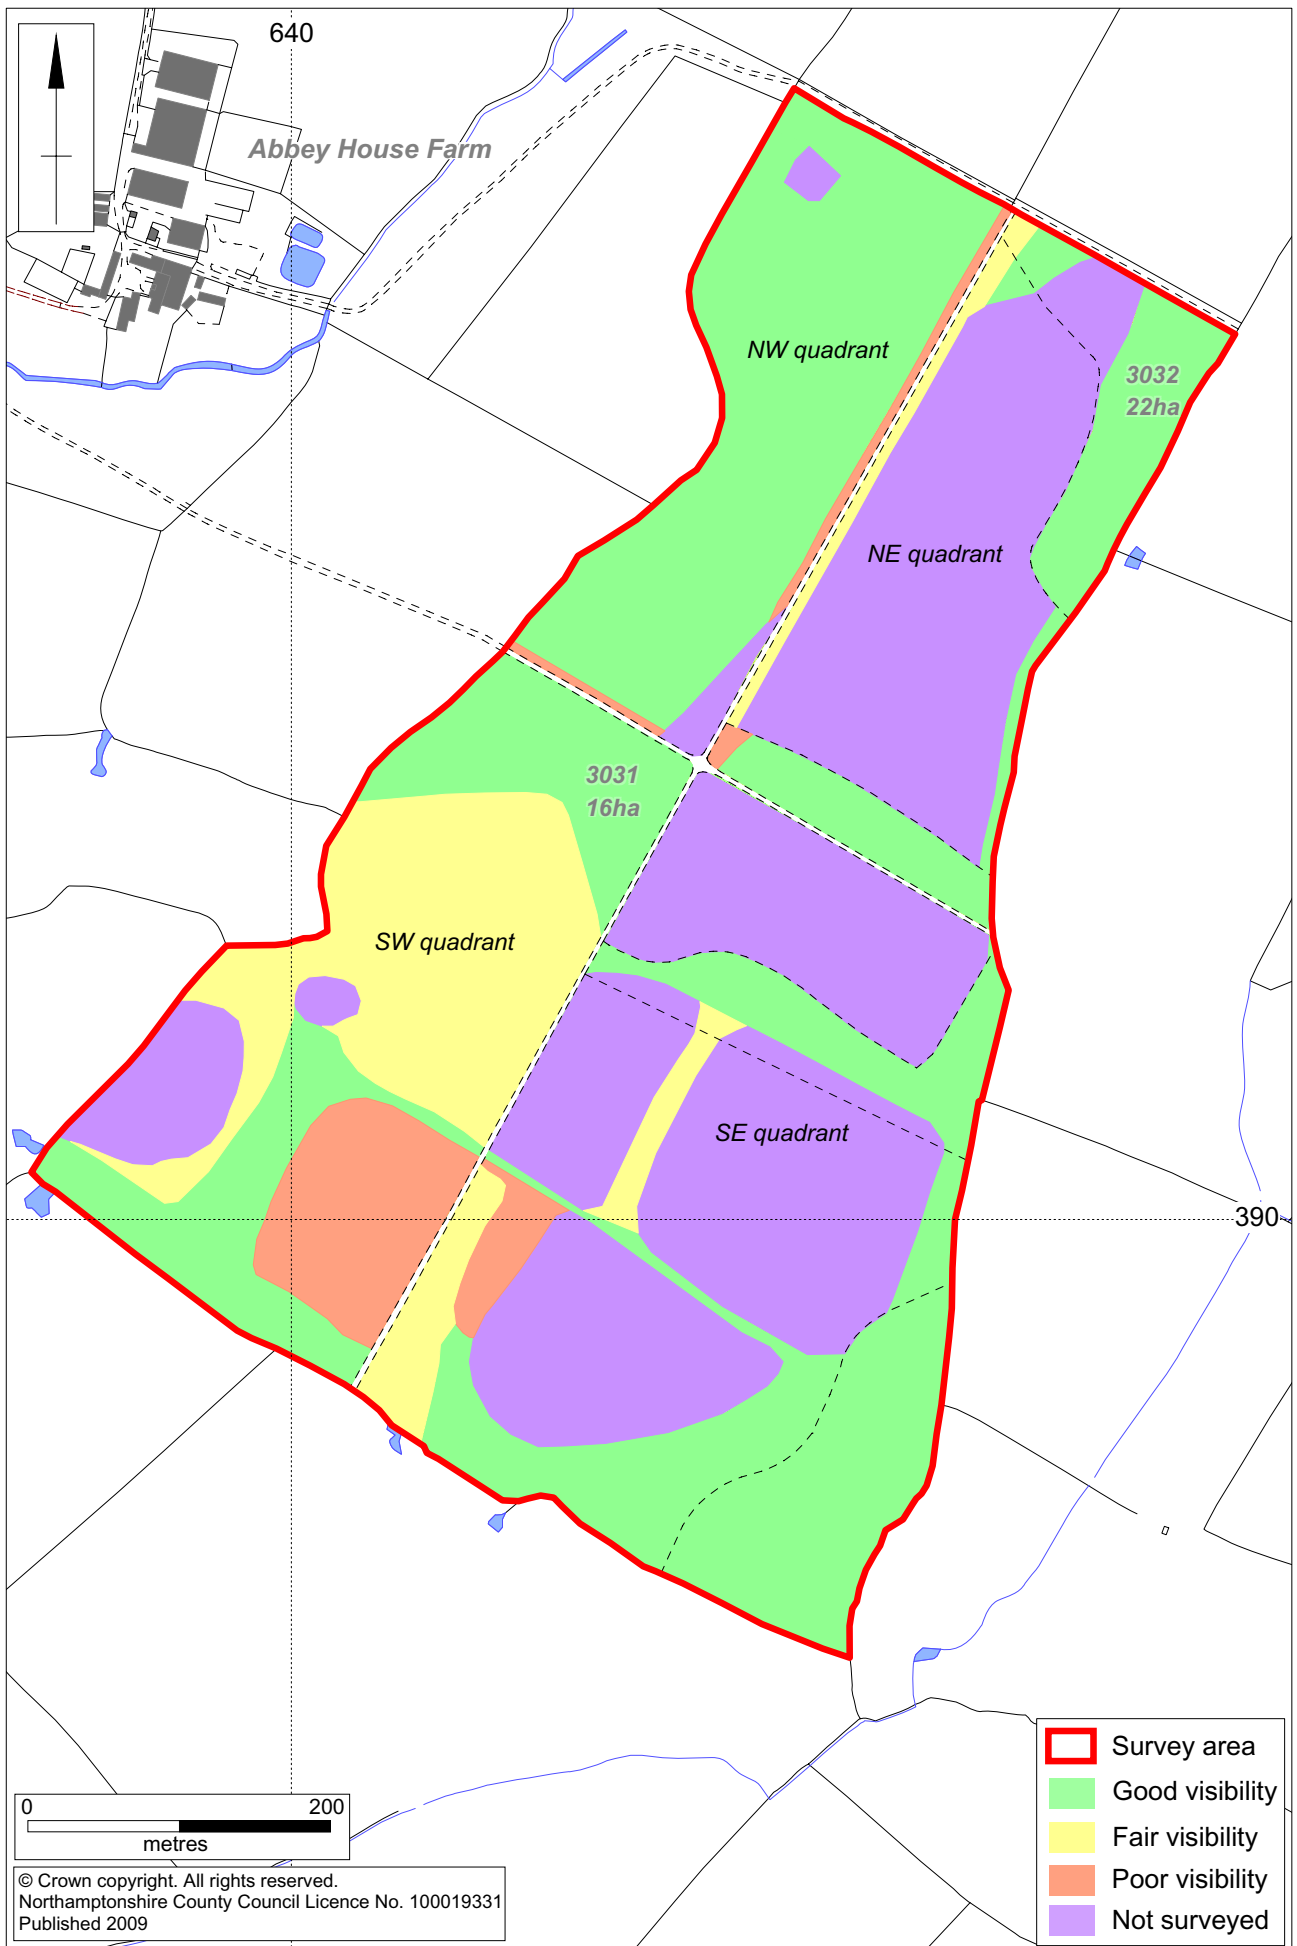 640
Abbey House Farm
NW quadrant
3032
22ha
NE quadrant
3031
16ha
SW quadrant
SE quadrant
390
Survey area
Good visibility
Fair visibility
Poor visibility
Not surveyed
0 200
metres
© Crown copyright. All rights reserved.
Northamptonshire County Council Licence No. 100019331
Published 2009